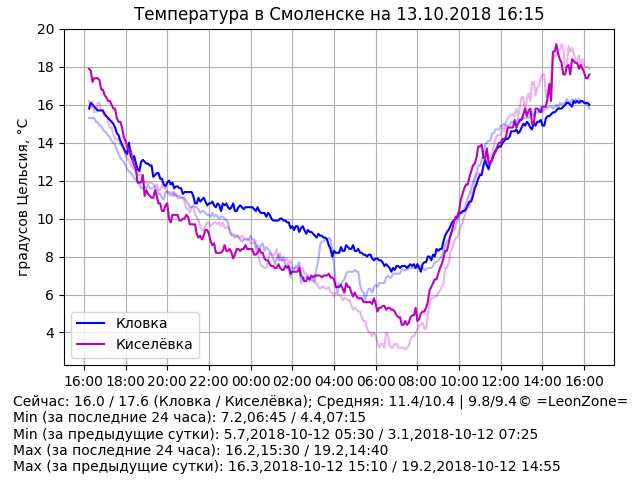 Температура в Смоленске на 13.10.2018 16:15
градусов Цельсия, °C
20
18
16
14
12
10
8
6
4
Кловка
Киселёвка
16:00 18:00 20:00 22:00 00:00 02:00 04:00 06:00 08:00 10:00 12:00 14:00 16:00
Сейчас: 16.0 / 17.6 (Кловка / Киселёвка); Средняя: 11.4/10.4 | 9.8/9.4© =LeonZone=
Min (за последние 24 часа): 7.2,06:45 / 4.4,07:15
Min (за предыдущие сутки): 5.7,2018-10-12 05:30 / 3.1,2018-10-12 07:25
Max (за последние 24 часа): 16.2,15:30 / 19.2,14:40
Max (за предыдущие сутки): 16.3,2018-10-12 15:10 / 19.2,2018-10-12 14:55